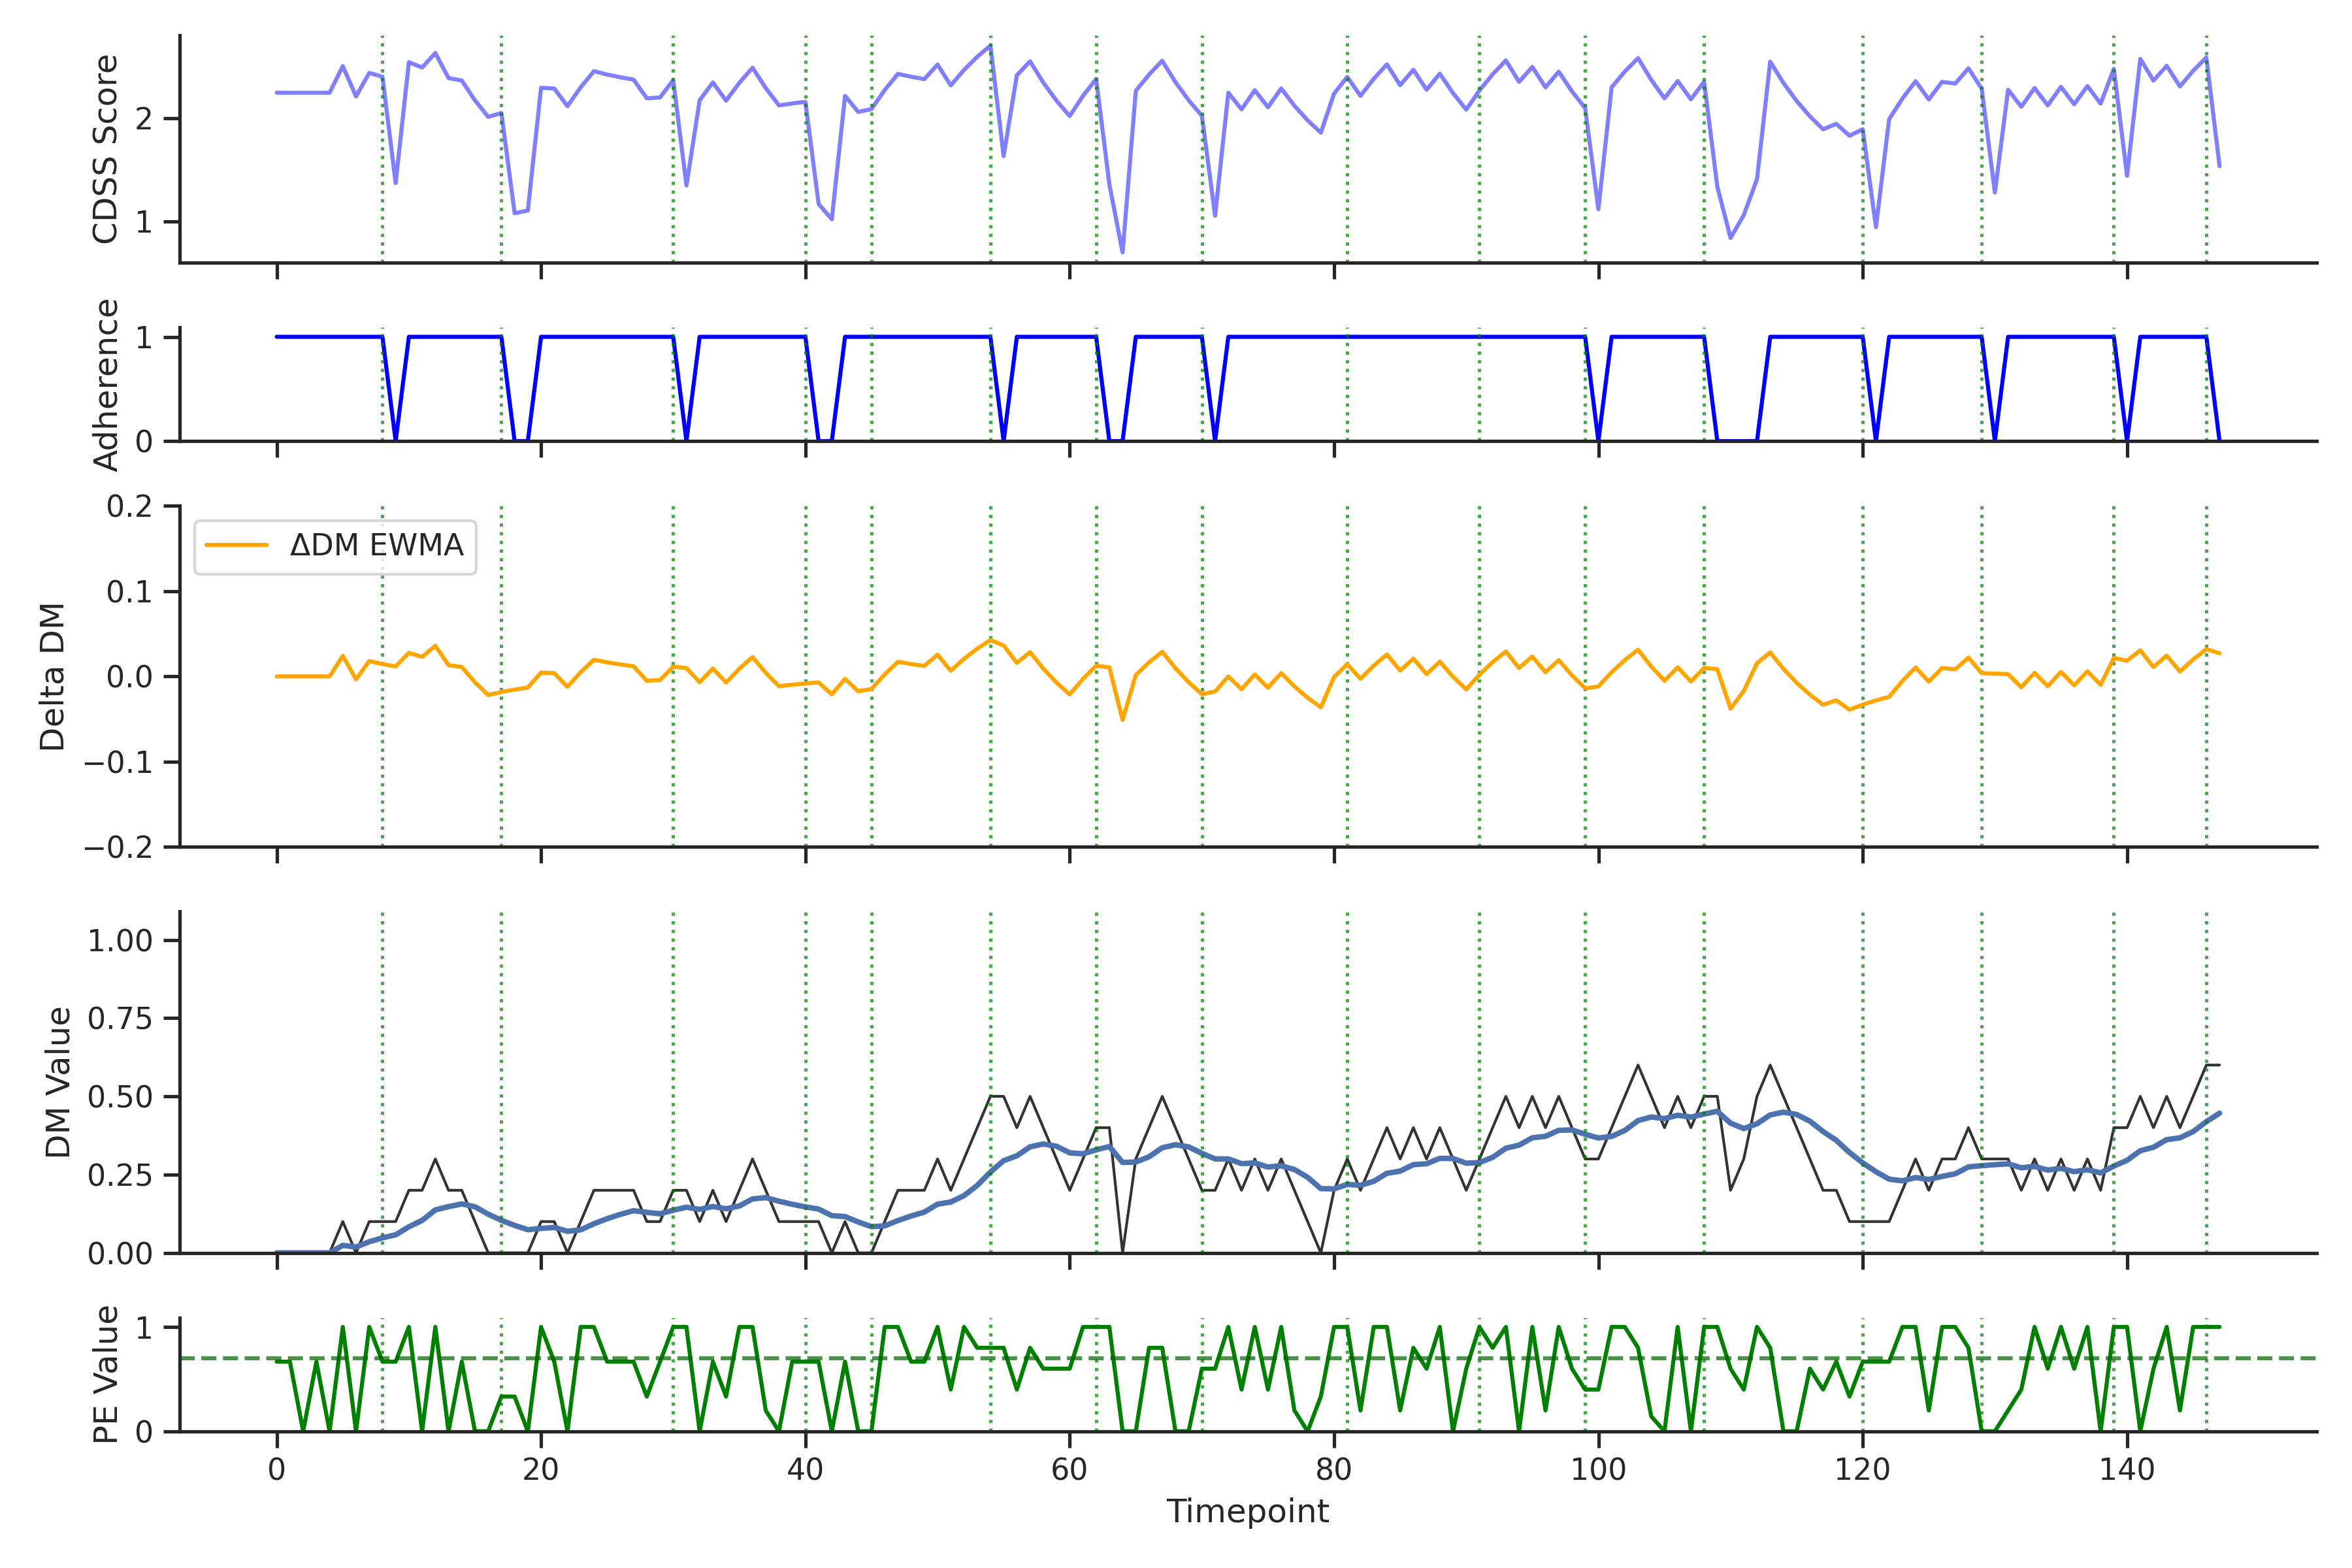 CDSS Score
2
1
Adherence
1
0
Delta DM
0.2
0.1
0.0
−0.1
−0.2
ΔDM EWMA
DM Value
1.00
0.75
0.50
0.25
0.00
PE Value
1
0
0 20 40 60 80 100 120 140
Timepoint